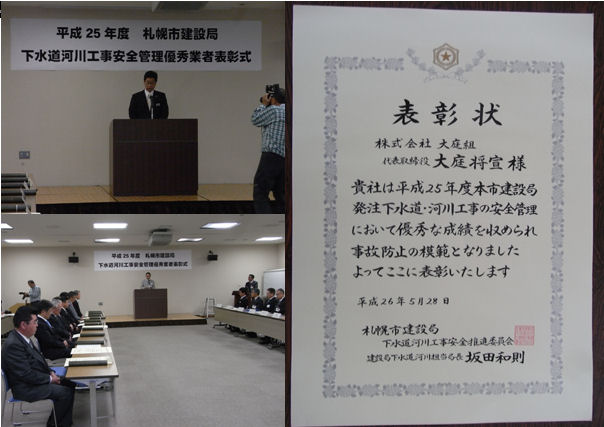 平成25年度 札幌市建設局
下水道河川工事安全管理優秀業者表彰式
平成25年度 札幌市建設局
下水道河川工事安全管理優秀業者表彰式
表彰状
株式会社 大庭組
代表取締役 大庭将宣 様
貴社は平成25年度本市建設局
発注下水道・河川工事の安全管理
において優秀な成績を収められ
事故防止の模範となりました
よってここに表彰いたします
平成26年5月28日
札幌市建設局
下水道河川工事安全推進委員会
建設局下水道河川担当局長 坂田和則